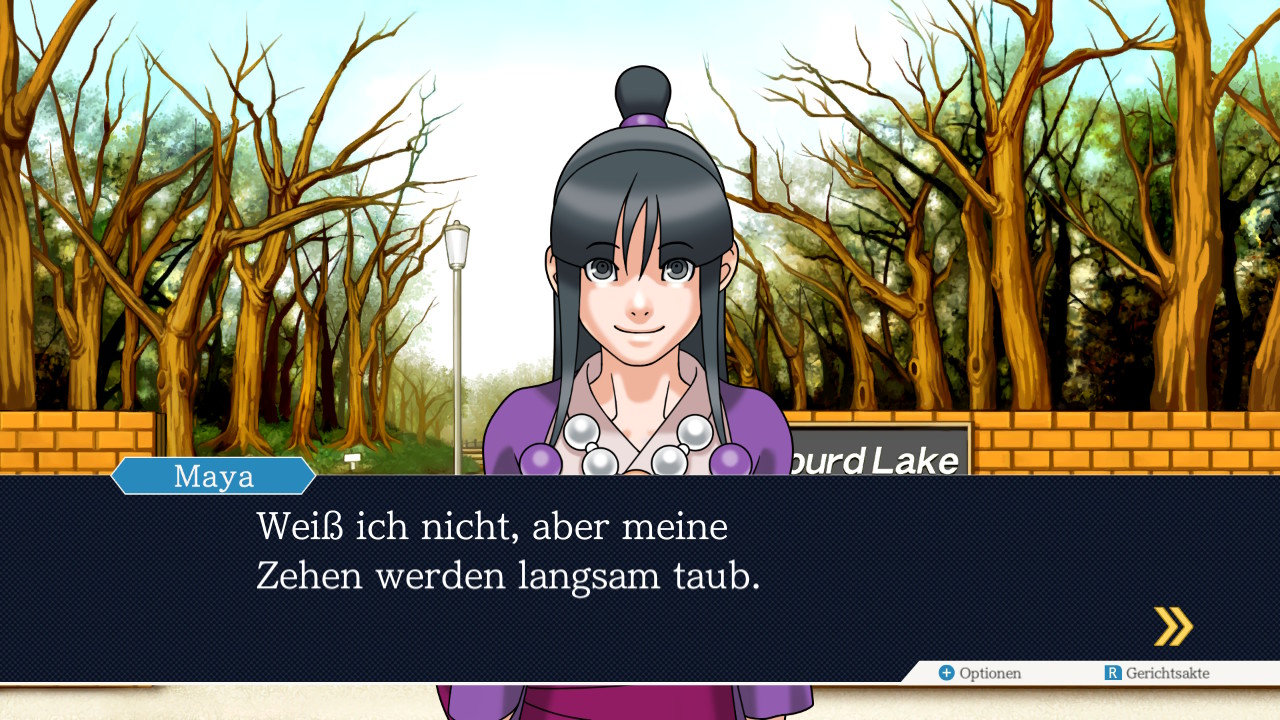 ourd Lake
Maya
Weiß ich nicht, aber meine
Zehen werden langsam taub.
Optionen
R Gerichtsakte